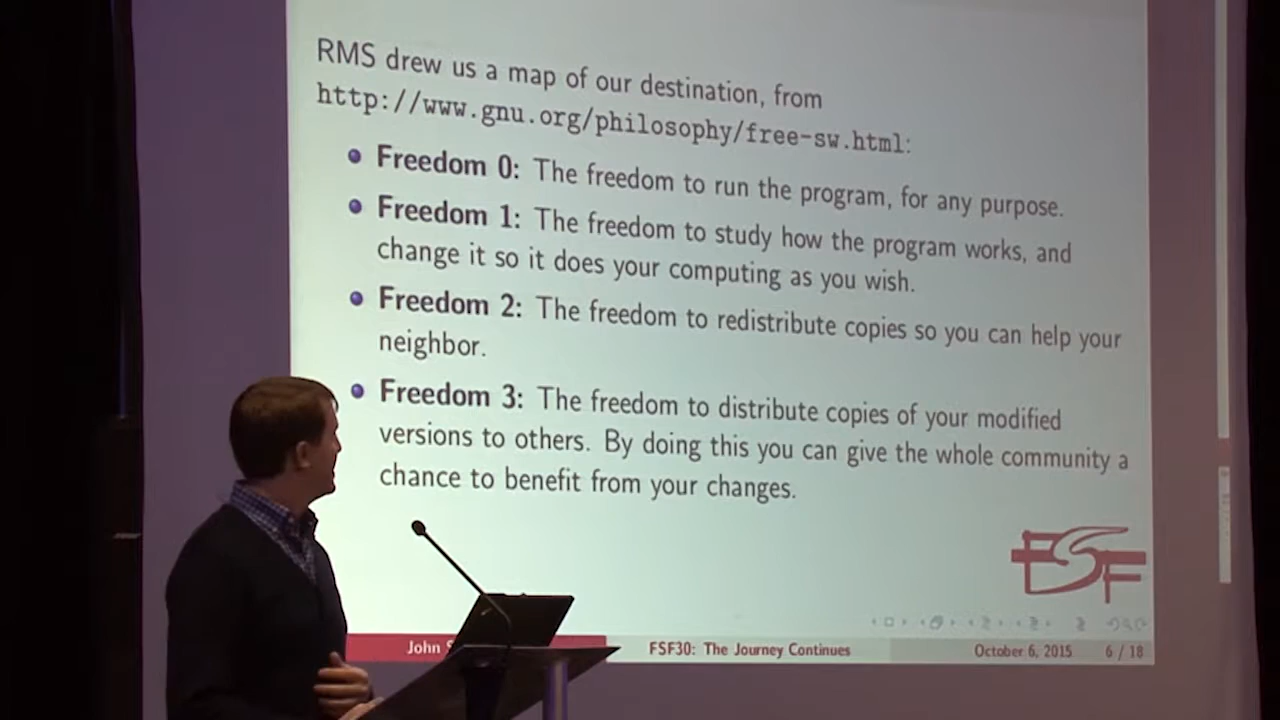 RMS drew us a map of our destination, from
http://www.gnu.org/philosophy/free-sw.html:
Freedom 0: The freedom to run the program, for any purpose.
Freedom 1: The freedom to study how the program works, and
change it so it does your computing as you wish.
Freedom 2: The freedom to redistribute copies so you can help your
neighbor.
Freedom 3: The freedom to distribute copies of your modified
versions to others. By doing this you can give the whole community a
chance to benefit from your changes.
FSF
John
FSF30: The Journey Continues
October 6, 2015
6 / 18